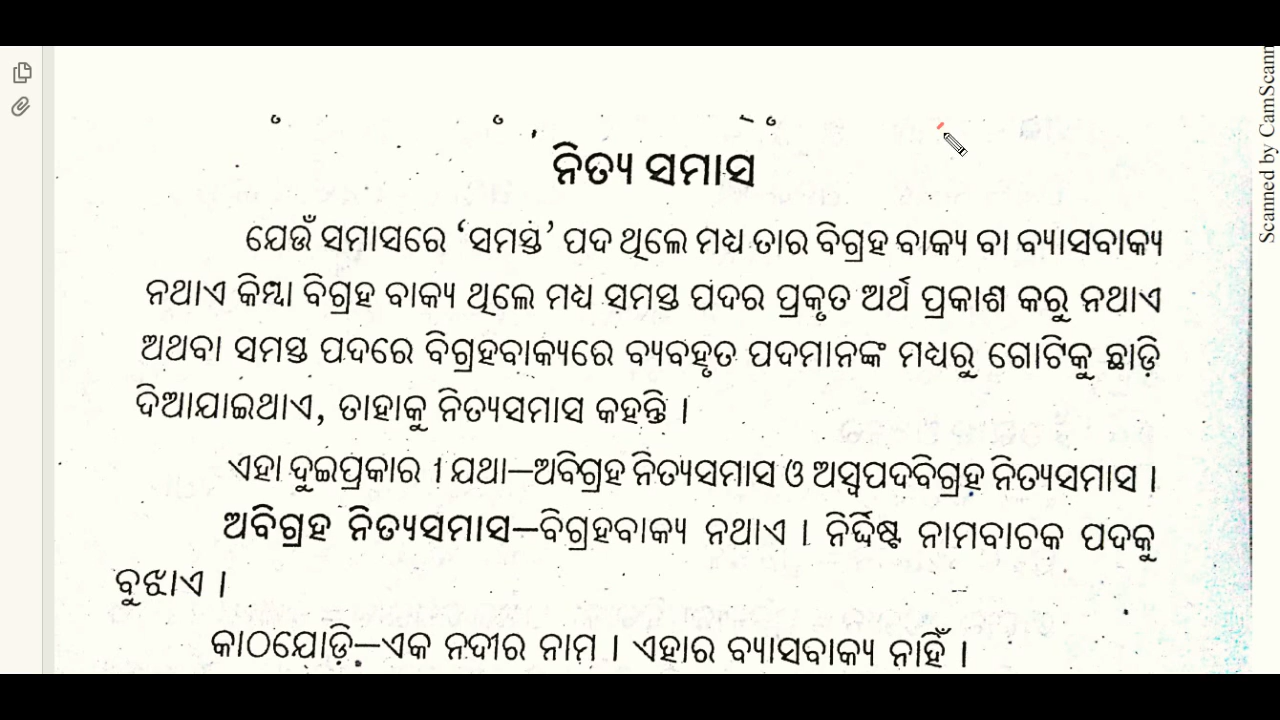 ନିତ୍ୟ ସମାସ
ଯେଉଁ ସମାସରେ ‘ସମସ୍ତ’ ପଦ ଥିଲେ ମଧ୍ୟ ତାର ବିଗ୍ରହ ବାକ୍ୟ ବା ବ୍ୟାସବାକ୍ୟ
ନଥାଏ କିମ୍ବା ବିଗ୍ରହ ବାକ୍ୟ ଥିଲେ ମଧ୍ୟ ସମସ୍ତ ପଦର ପ୍ରକୃତ ଅର୍ଥ ପ୍ରକାଶ କରୁ ନଥାଏ
ଅଥବା ସମସ୍ତ ପଦରେ ବିଗ୍ରହବାକ୍ୟରେ ବ୍ୟବହୃତ ପଦମାନଙ୍କ ମଧ୍ୟରୁ ଗୋଟିକୁ ଛାଡ଼ି
ଦିଆଯାଇଥାଏ, ତାହାକୁ ନିତ୍ୟସମାସ କହନ୍ତି ।
ଏହା ଦୁଇପ୍ରକାର । ଯଥା—ଅବିଗ୍ରହ ନିତ୍ୟସମାସ ଓ ଅସ୍ୱପଦବିଗ୍ରହ ନିତ୍ୟସମାସ ।
ଅବିଗ୍ରହ ନିତ୍ୟସମାସ—ବିଗ୍ରହବାକ୍ୟ ନଥାଏ । ନିର୍ଦ୍ଦିଷ୍ଟ ନାମବାଚକ ପଦକୁ
ବୁଝାଏ ।
କାଠଯୋଡ଼ି—ଏକ ନଦୀର ନାମ । ଏହାର ବ୍ୟାସବାକ୍ୟ ନାହିଁ ।
Scanned by CamScann